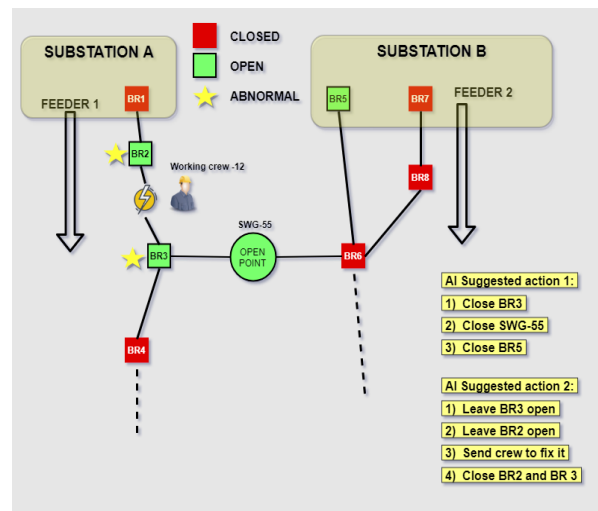 SUBSTATION A
FEEDER 1
BR1
CLOSED
OPEN
ABNORMAL
SUBSTATION B
BR5
BR7
FEEDER 2
BR2
Working crew -12
BR8
SWG-55
BR3
OPEN
POINT
BR6
BR4
AI Suggested action 1:
1) Close BR3
2) Close SWG-55
3) Close BR5
AI Suggested action 2:
1) Leave BR3 open
2) Leave BR2 open
3) Send crew to fix it
4) Close BR2 and BR 3